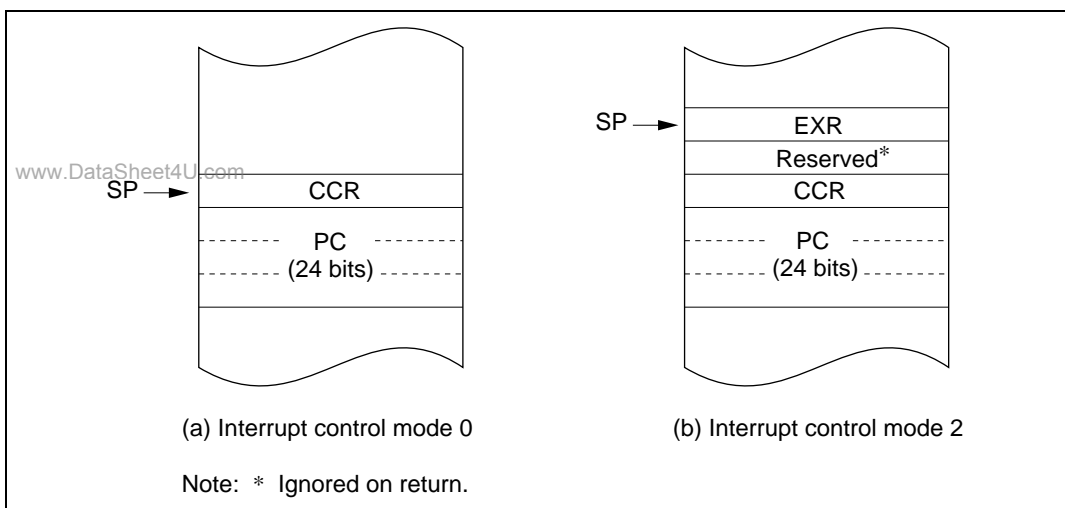 www.DataSheet4U.com
SP
CCR
PC
(24 bits)
(a) Interrupt control mode 0
SP
EXR
Reserved*
CCR
PC
(24 bits)
(b) Interrupt control mode 2
Note: * Ignored on return.